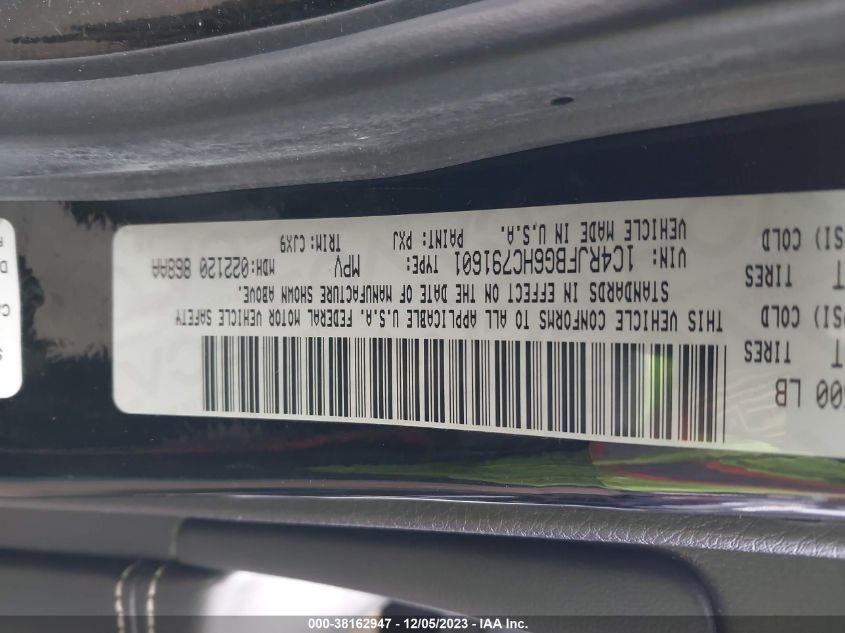 THIS VEHICLE CONFORMS TO ALL APPLICABLE U.S.A. FEDERAL MOTOR VEHICLE SAFETY
STANDARDS IN EFFECT ON THE DATE OF MANUFACTURE SHOWN ABOVE.
VIN: 1C4RJFBG6HC791601 TYPE: MPV MDH:022120 868AA
VEHICLE MADE IN U.S.A. PAINT: PXJ TRIM: CJX9
LB
TIRES
COLD
TIRES
COLD
000-38162947 - 12/05/2023 - IAA Inc.